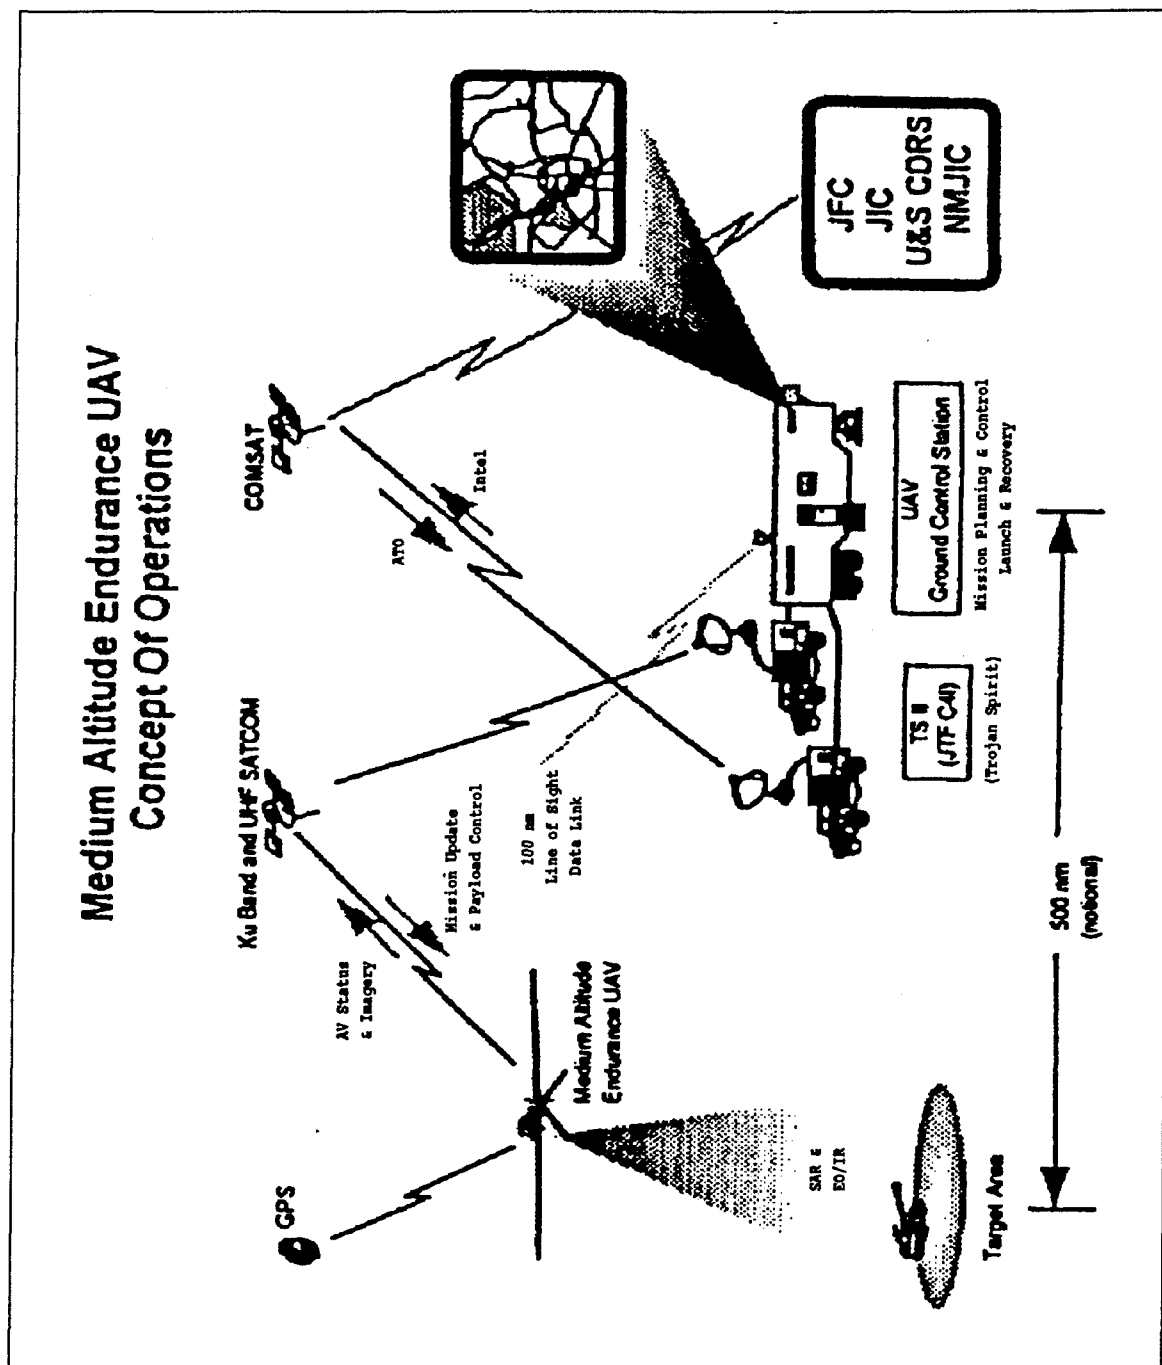 Medium Altitude Endurance UAV
Concept Of Operations
GPS
Ku Band and UHF SATCOM
COMSAT
AV Status
& Imagery
Mission Update
& Payload Control
ATO
Intel
100 nm
Line of Sight
Data Link
Medium Altitude
Endurance UAV
SAR &
EO/IR
JFC
JIC
U&S CDRS
NMJIC
Target Area
TS II
(JTF C4I)
(Trojan Spirit)
UAV
Ground Control Station
Mission Planning & Control
Launch & Recovery
500 nm
(notional)